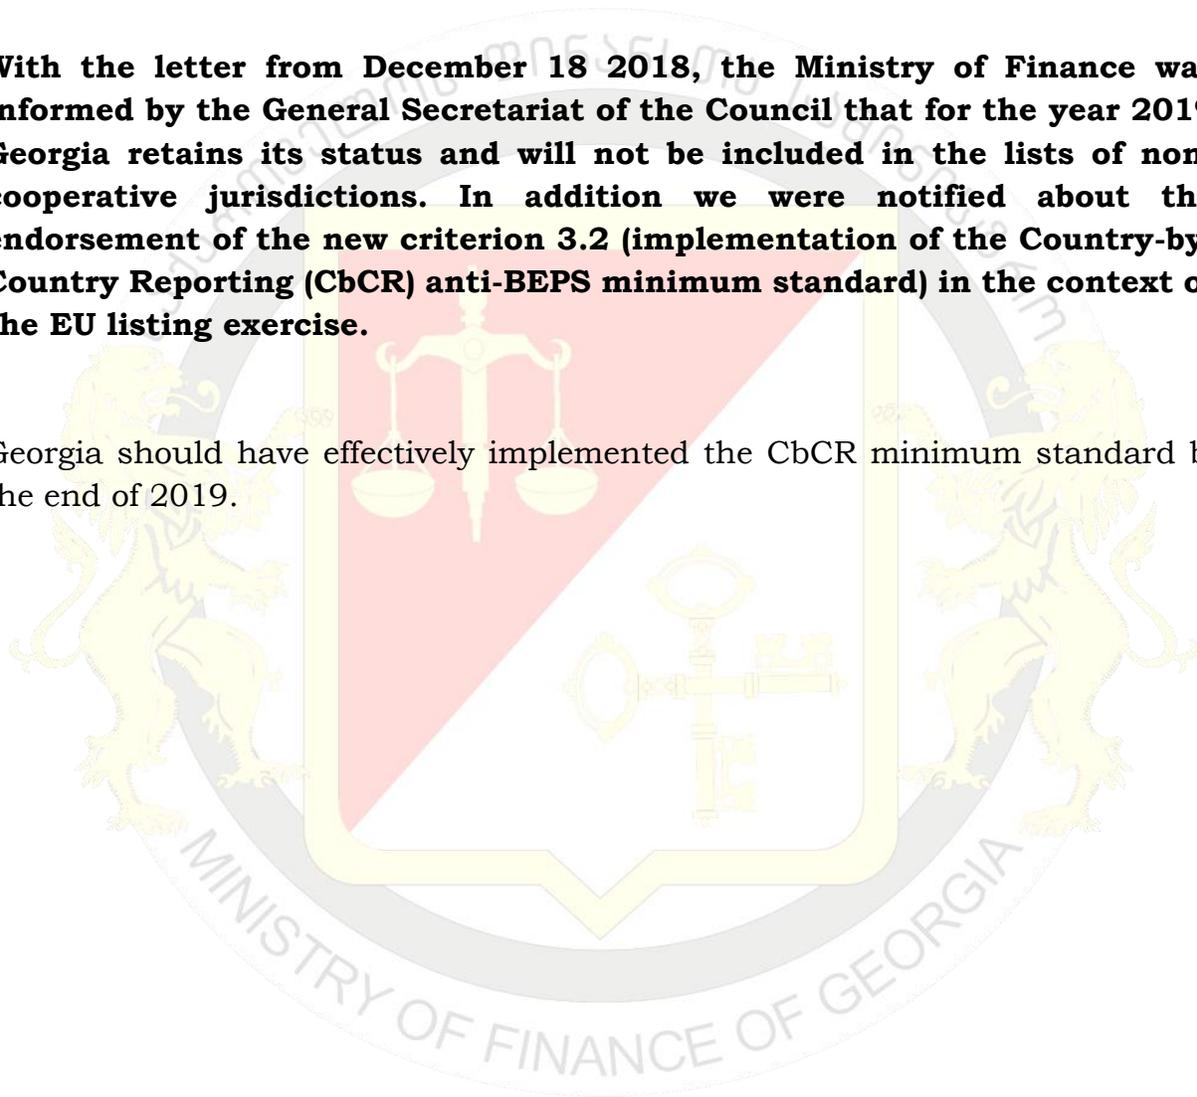 With the letter from December 18 2018, the Ministry of Finance wa
informed by the General Secretariat of the Council that for the year 2019
Georgia retains its status and will not be included in the lists of non-
cooperative jurisdictions. In addition we were notified about th
endorsement of the new criterion 3.2 (implementation of the Country-by-
Country Reporting (CbCR) anti-BEPS minimum standard) in the context o
the EU listing exercise.
Georgia should have effectively implemented the CbCR minimum standard b
the end of 2019.
MINISTRY OF FINANCE OF GEORGIA